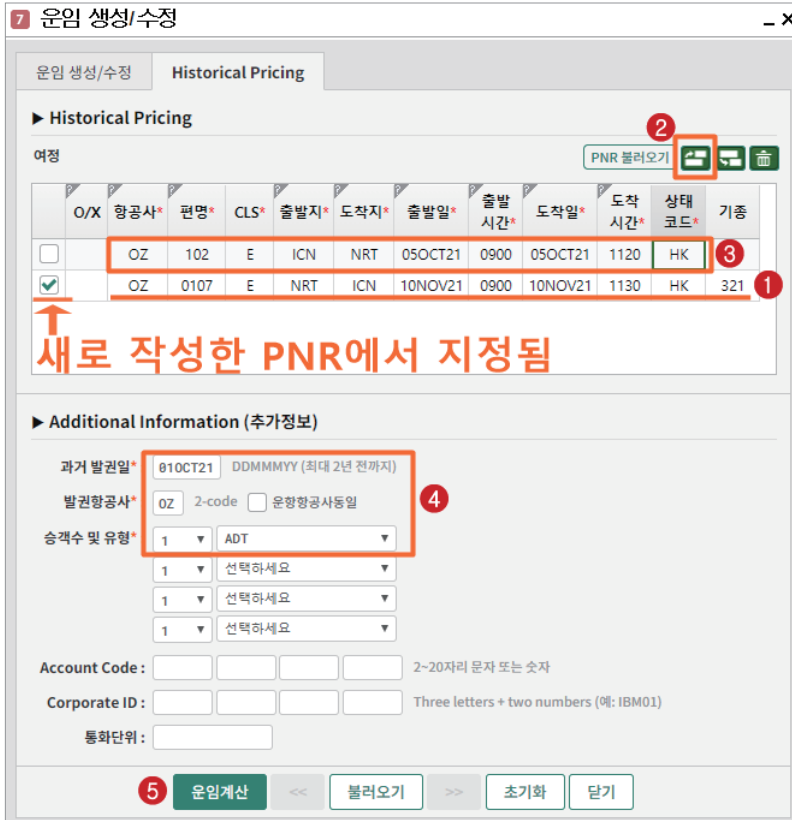 7 운임 생성/수정
운임 생성/수정 Historical Pricing
▶ Historical Pricing
2
여정 PNR 불러오기
O/X 항공사* 편명* CLS* 출발지* 도착지* 출발일* 출발 시간* 도착일* 도착 시간* 상태 코드* 기종
OZ 102 E ICN NRT 05OCT21 0900 05OCT21 1120 HK 3
OZ 0107 E NRT ICN 10NOV21 0900 10NOV21 1130 HK 321 1
새로 작성한 PNR에서 지정됨
▶ Additional Information (추가정보)
과거 발권일* 01OCT21 DDMMMYY (최대 2년 전까지)
발권항공사* OZ 2-code 운항항공사동일 4
승객수 및 유형* 1 ▼ ADT ▼
1 ▼ 선택하세요 ▼
1 ▼ 선택하세요 ▼
1 ▼ 선택하세요 ▼
Account Code : 2~20자리 문자 또는 숫자
Corporate ID : Three letters + two numbers (예: IBM01)
통화단위 :
5 운임계산 << 불러오기 >> 초기화 닫기